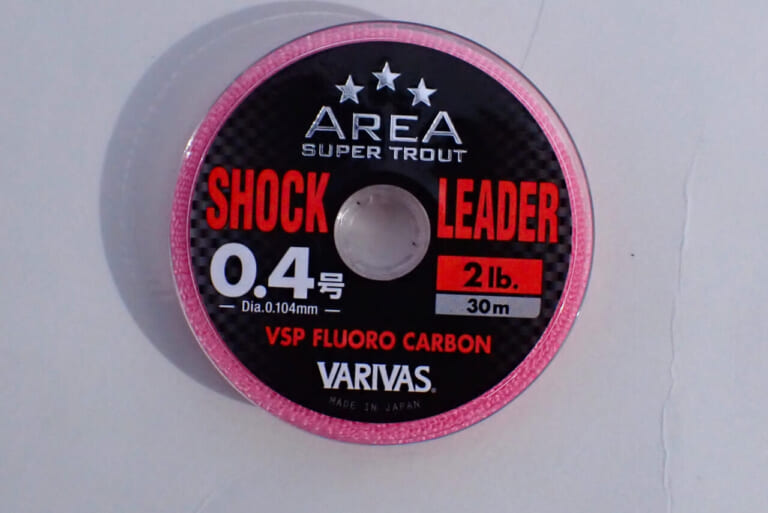 AREA
SUPER TROUT
SHOCK LEADER
0.4号
Dia.0.104mm
2 lb.
30m
VSP FLUORO CARBON
VARIVAS®
MADE IN JAPAN